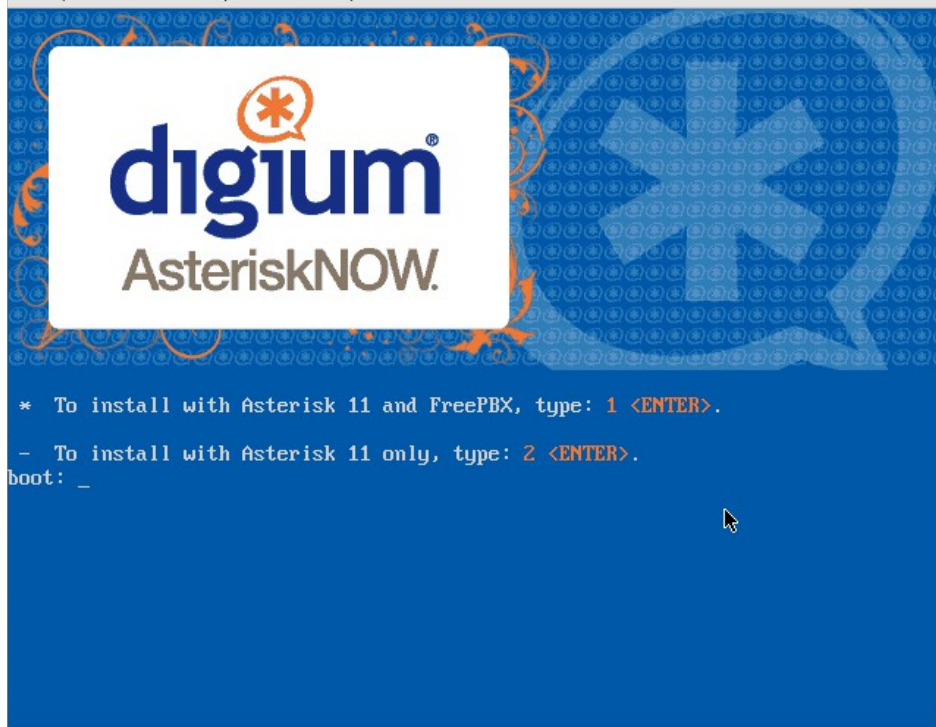 digium®
AsteriskNOW.
* To install with Asterisk 11 and FreePBX, type: 1 <ENTER>.
- To install with Asterisk 11 only, type: 2 <ENTER>.
boot: _